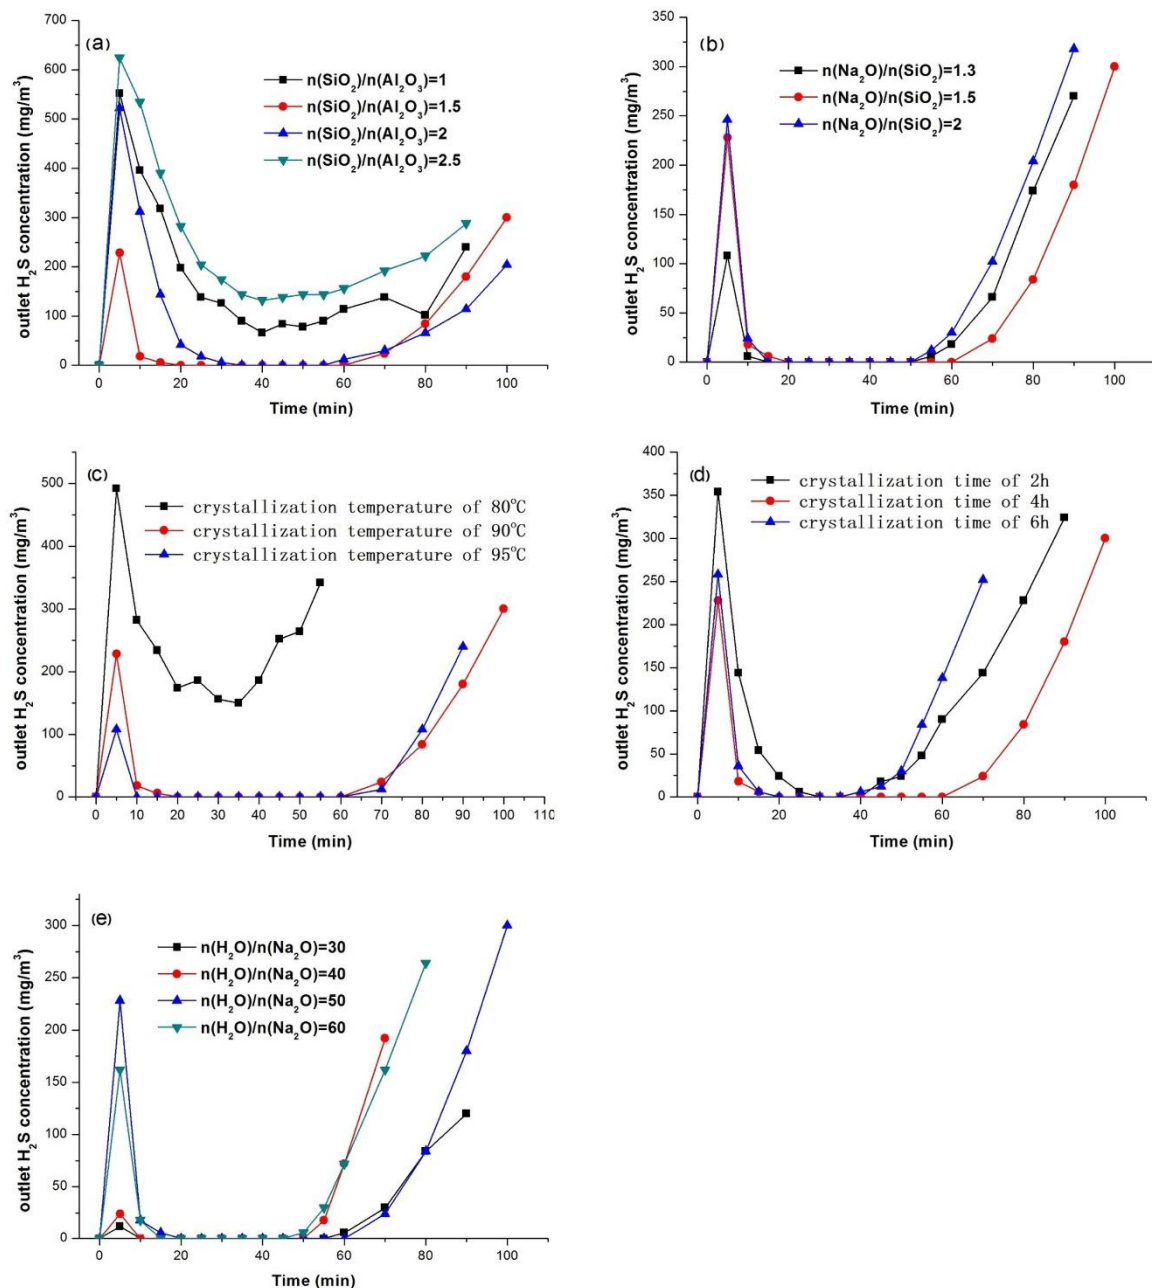 (a)
n(SiO₂)/n(Al₂O₃)=1
n(SiO₂)/n(Al₂O₃)=1.5
n(SiO₂)/n(Al₂O₃)=2
n(SiO₂)/n(Al₂O₃)=2.5
outlet H₂S concentration (mg/m³)
700
600
500
400
300
200
100
0
0 20 40 60 80 100
Time (min)
(b)
n(Na₂O)/n(SiO₂)=1.3
n(Na₂O)/n(SiO₂)=1.5
n(Na₂O)/n(SiO₂)=2
outlet H₂S concentration (mg/m³)
350
300
250
200
150
100
50
0
0 20 40 60 80 100
Time (min)
(c)
crystallization temperature of 80°C
crystallization temperature of 90°C
crystallization temperature of 95°C
outlet H₂S concentration (mg/m³)
500
400
300
200
100
0
0 10 20 30 40 50 60 70 80 90 100 110
Time (min)
(d)
crystallization time of 2h
crystallization time of 4h
crystallization time of 6h
outlet H₂S concentration (mg/m³)
400
350
300
250
200
150
100
50
0
0 20 40 60 80 100
Time (min)
(e)
n(H₂O)/n(Na₂O)=30
n(H₂O)/n(Na₂O)=40
n(H₂O)/n(Na₂O)=50
n(H₂O)/n(Na₂O)=60
outlet H₂S concentration (mg/m³)
300
250
200
150
100
50
0
0 20 40 60 80 100
Time (min)